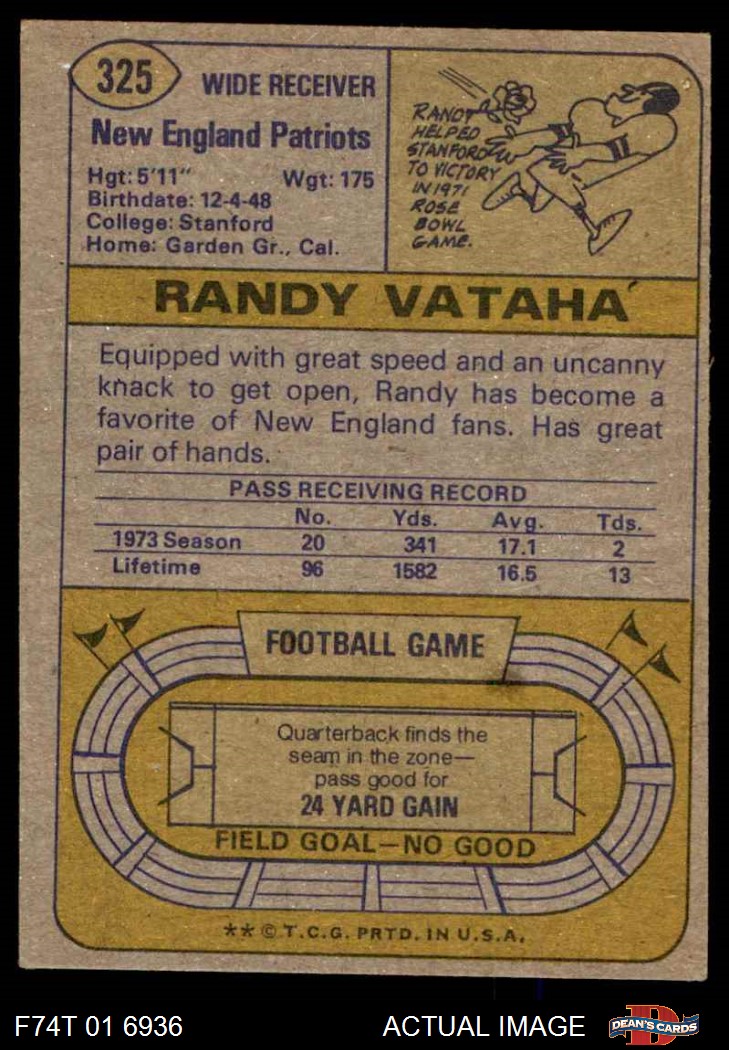 325
WIDE RECEIVER
New England Patriots
Hgt: 5'11" Wgt: 175
Birthdate: 12-4-48
College: Stanford
Home: Garden Gr., Cal.
RANDY
HELPED
STANFORD
TO VICTORY
IN 1971
ROSE
BOWL
GAME.
RANDY VATAHA
Equipped with great speed and an uncanny
knack to get open, Randy has become a
favorite of New England fans. Has great
pair of hands.
PASS RECEIVING RECORD
No. Yds. Avg. Tds.
1973 Season 20 341 17.1 2
Lifetime 96 1582 16.5 13
FOOTBALL GAME
Quarterback finds the
seam in the zone—
pass good for
24 YARD GAIN
FIELD GOAL—NO GOOD
** © T.C.G. PRTD. IN U.S.A.
F74T 01 6936 ACTUAL IMAGE
D
DEAN'S CARDS